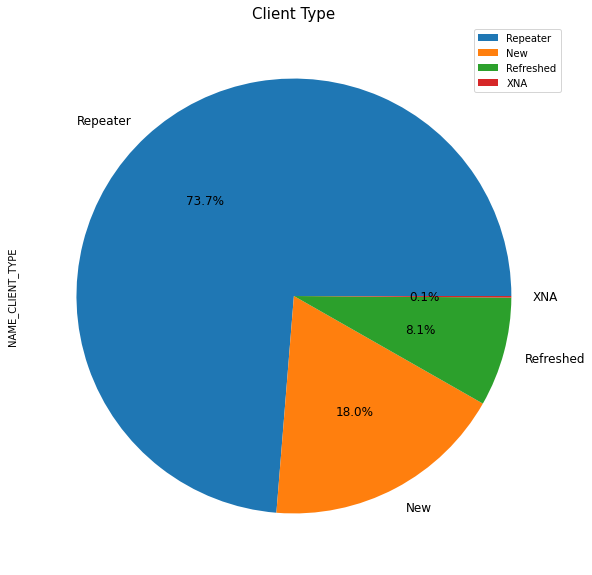 Client Type
Repeater
New
Refreshed
XNA
Repeater
73.7%
NAME_CLIENT_TYPE
0.1%
XNA
8.1%
Refreshed
18.0%
New